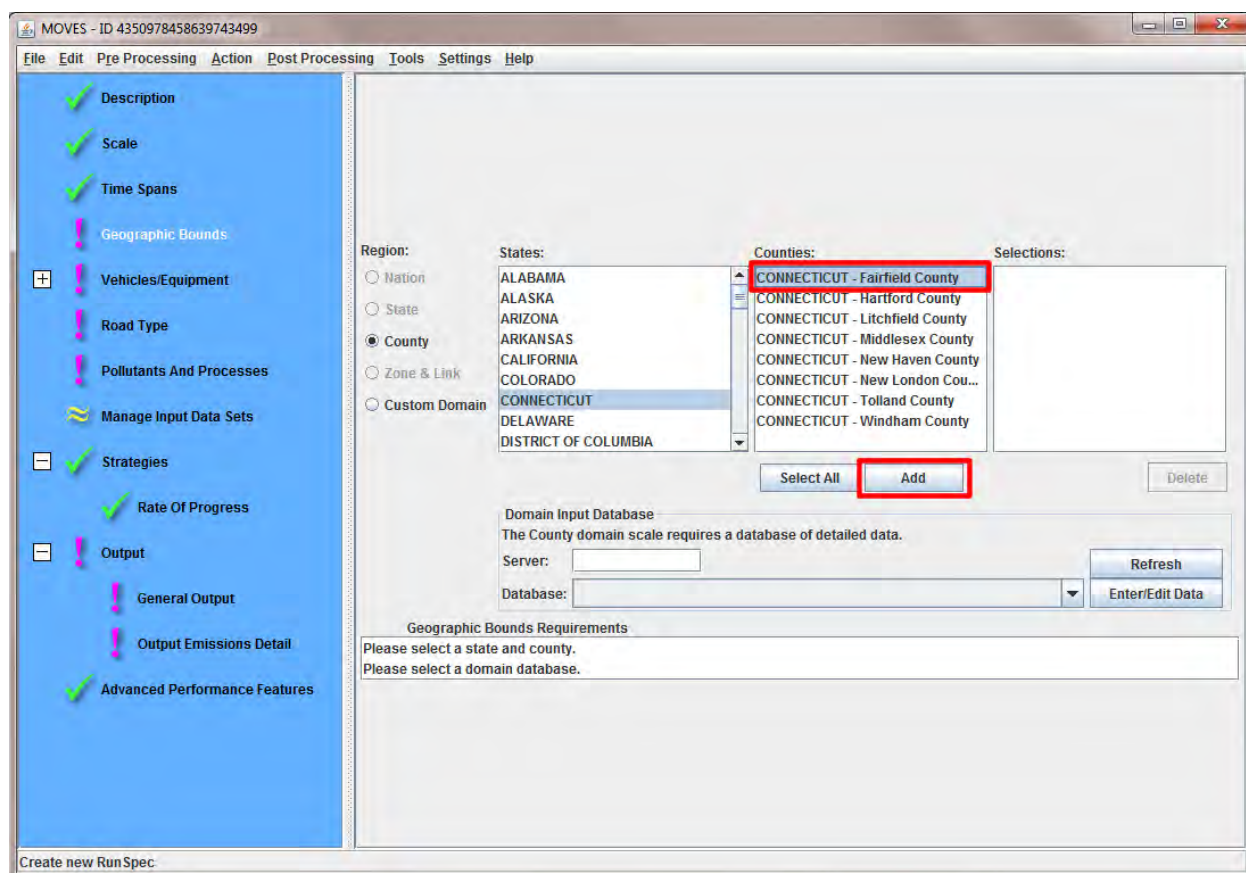 MOVES - ID 4350978458639743499
File Edit Pre Processing Action Post Processing Tools Settings Help
Description
Scale
Time Spans
Geographic Bounds
Vehicles/Equipment
Road Type
Pollutants And Processes
Manage Input Data Sets
Strategies
Rate Of Progress
Output
General Output
Output Emissions Detail
Advanced Performance Features
Region:
Nation
State
County
Zone & Link
Custom Domain
States:
ALABAMA
ALASKA
ARIZONA
ARKANSAS
CALIFORNIA
COLORADO
CONNECTICUT
DELAWARE
DISTRICT OF COLUMBIA
Counties:
CONNECTICUT - Fairfield County
CONNECTICUT - Hartford County
CONNECTICUT - Litchfield County
CONNECTICUT - Middlesex County
CONNECTICUT - New Haven County
CONNECTICUT - New London Cou...
CONNECTICUT - Tolland County
CONNECTICUT - Windham County
Selections:
Select All Add Delete
Domain Input Database
The County domain scale requires a database of detailed data.
Server:
Refresh
Database:
Enter/Edit Data
Geographic Bounds Requirements
Please select a state and county.
Please select a domain database.
Create new RunSpec